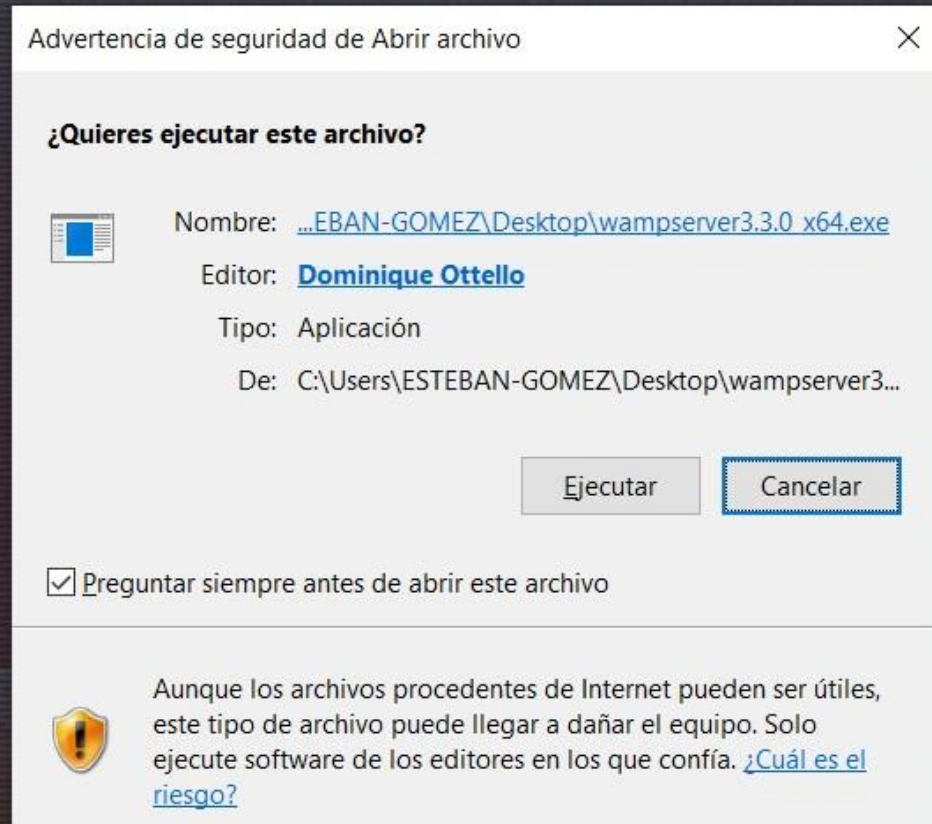 Advertencia de seguridad de Abrir archivo
¿Quieres ejecutar este archivo?
Nombre: ...EBAN-GOMEZ\Desktop\wampserver3.3.0_x64.exe
Editor: Dominique Ottello
Tipo: Aplicación
De: C:\Users\ESTEBAN-GOMEZ\Desktop\wampserver3...
Ejecutar Cancelar
Preguntar siempre antes de abrir este archivo
Aunque los archivos procedentes de Internet pueden ser útiles,
este tipo de archivo puede llegar a dañar el equipo. Solo
ejecute software de los editores en los que confía. ¿Cuál es el
riesgo?